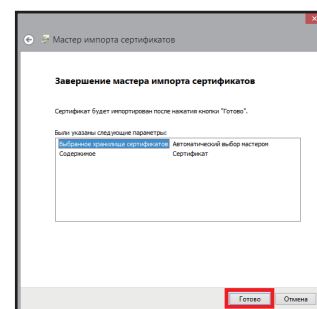 Мастер импорта сертификатов
Завершение мастера импорта сертификатов
Сертификат будет импортирован после нажатия кнопки "Готово".
Были указаны следующие параметры:
Выбранное хранилище сертификатов Автоматический выбор мастером
Содержимое Сертификат
Готово Отмена